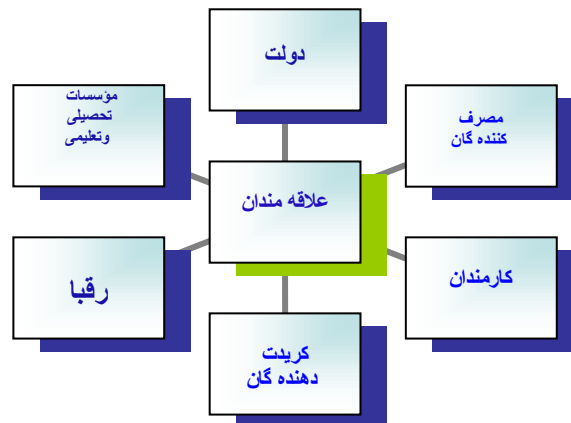 دولت
مصرف
کننده گان
کارمندان
کریدت
دهنده گان
رقبا
مؤسسات
تحصیلی
وتعلیمی
علاقه مندان